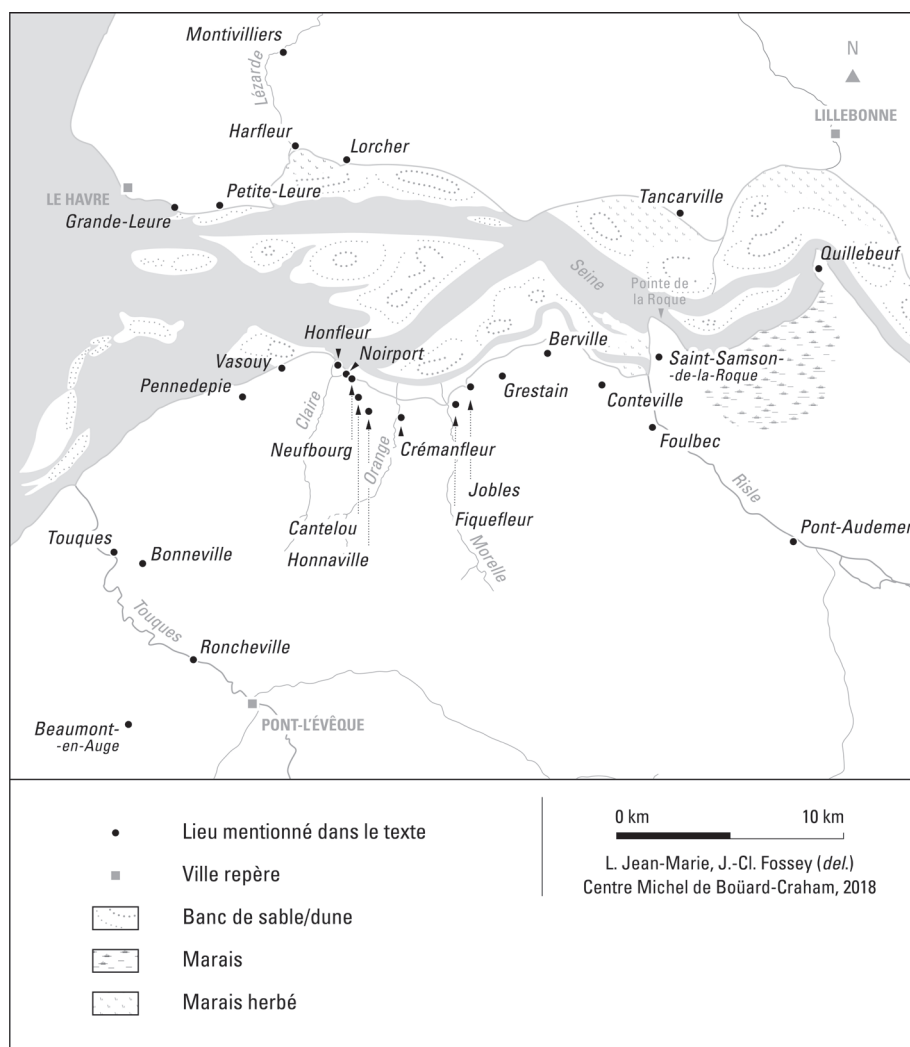 Montivilliers
Lézarde
N
LILLEBONNE
Harfleur
Lorcher
LE HAVRE
Petite-Leure
Grande-Leure
Tancarville
Quillebeuf
Seine
Pointe de
la Roque
Honfleur
Noirport
Berville
Vasouy
Saint-Samson-
-de-la-Roque
Pennedepie
Grestain
Conteville
Claire
Foulbec
Neufbourg
Orange
Crémanfleur
Jobles
Risle
Cantelou
Fiquefleur
Honnaville
Pont-Audemer
Touques
Bonneville
Morelle
Touques
Roncheville
PONT-L'ÉVÊQUE
Beaumont-
-en-Auge
Lieu mentionné dans le texte
Ville repère
Banc de sable/dune
Marais
Marais herbé
0 km 10 km
L. Jean-Marie, J.-Cl. Fossey (del.)
Centre Michel de Boüard-Craham, 2018